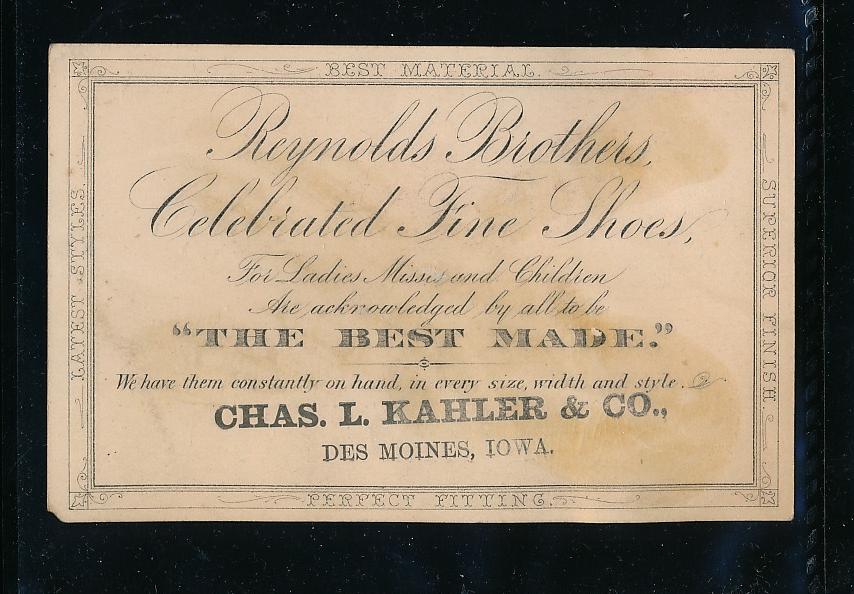 BEST MATERIAL.
LATEST STYLES.
Reynolds Brothers,
Celebrated Fine Shoes,
For Ladies Misses and Children
Are acknowledged by all to be
"THE BEST MADE."
We have them constantly on hand, in every size, width and style.
CHAS. L. KAHLER & CO.,
DES MOINES, IOWA.
SUPERIOR FINISH.
PERFECT FITTING.